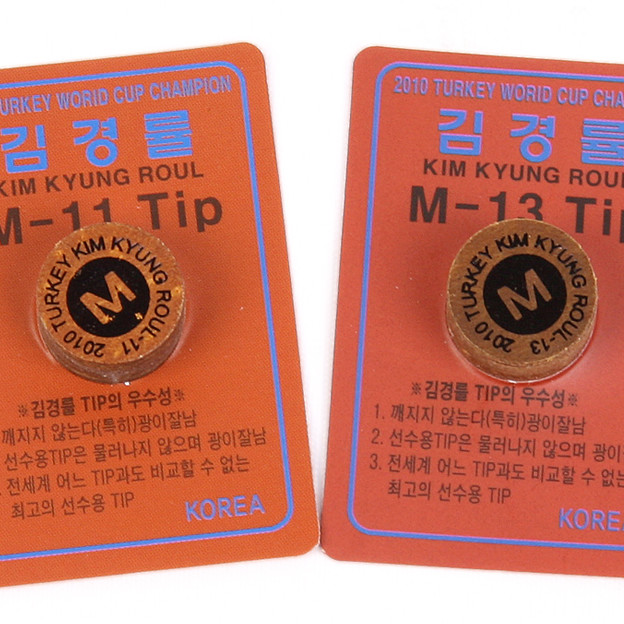 TURKEY WORLD CUP CHAMPION
김경률
KIM KYUNG ROUL
M-11 Tip
2010 TURKEY KIM KYUNG ROUL-11
M
※김경률 TIP의 우수성※
깨지지 않는다(특히)광이잘남
선수용TIP은 물러나지 않으며 광이잘남
전세계 어느 TIP과도 비교할 수 없는
최고의 선수용 TIP
KOREA
2010 TURKEY WORLD CUP CHAM
김경률
KIM KYUNG ROUL
M-13 Tip
2010 TURKEY KIM KYUNG ROUL-13
M
※김경률 TIP의 우수성※
1. 깨지지 않는다(특히)광이잘남
2. 선수용TIP은 물러나지 않으며 광이
3. 전세계 어느 TIP과도 비교할 수 없는
최고의 선수용 TIP
KOREA